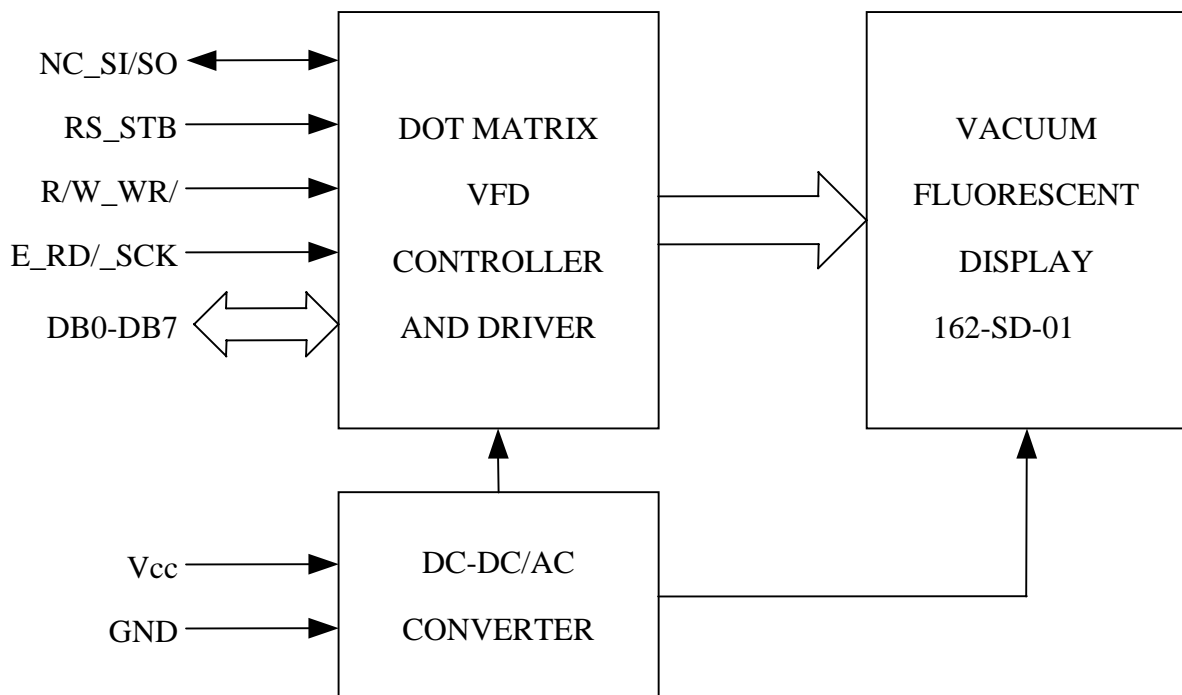 NC_SI/SO
RS_STB
R/W_WR/
E_RD/_SCK
DB0-DB7
DOT MATRIX
VFD
CONTROLLER
AND DRIVER
VACUUM
FLUORESCENT
DISPLAY
162-SD-01
Vcc
GND
DC-DC/AC
CONVERTER